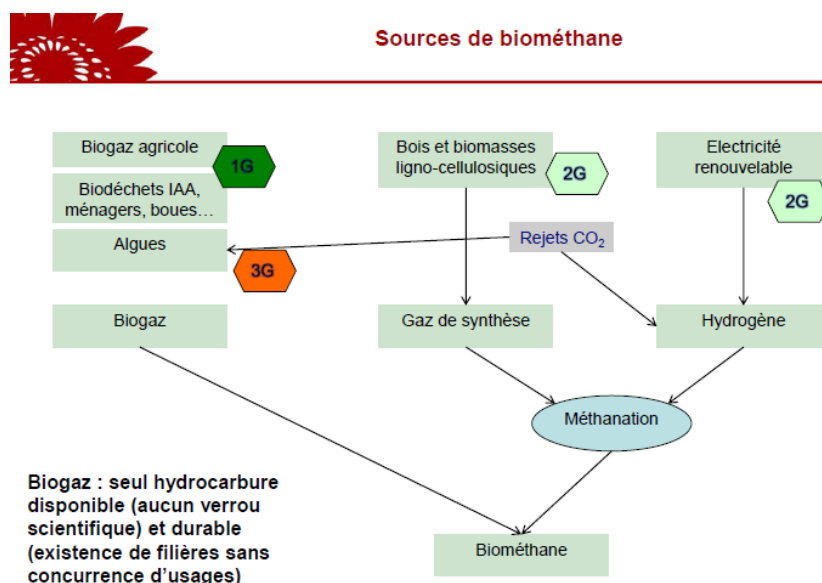 Sources de biométhane
Biogaz agricole
1G
Biodéchets IAA,
ménagers, boues…
Algues
3G
Bois et biomasses
ligno-cellulosiques
2G
Electricité
renouvelable
2G
Rejets CO₂
Biogaz
Gaz de synthèse
Hydrogène
Méthanation
Biogaz : seul hydrocarbure
disponible (aucun verrou
scientifique) et durable
(existence de filières sans
concurrence d’usages)
Biométhane